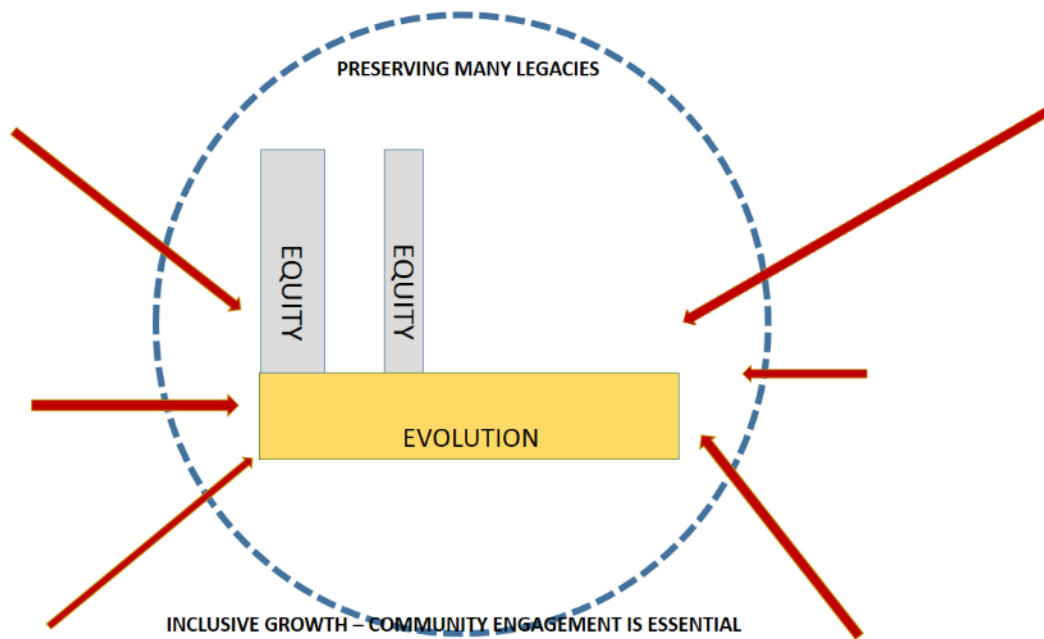 PRESERVING MANY LEGACIES
EQUITY
EQUITY
EVOLUTION
INCLUSIVE GROWTH – COMMUNITY ENGAGEMENT IS ESSENTIAL